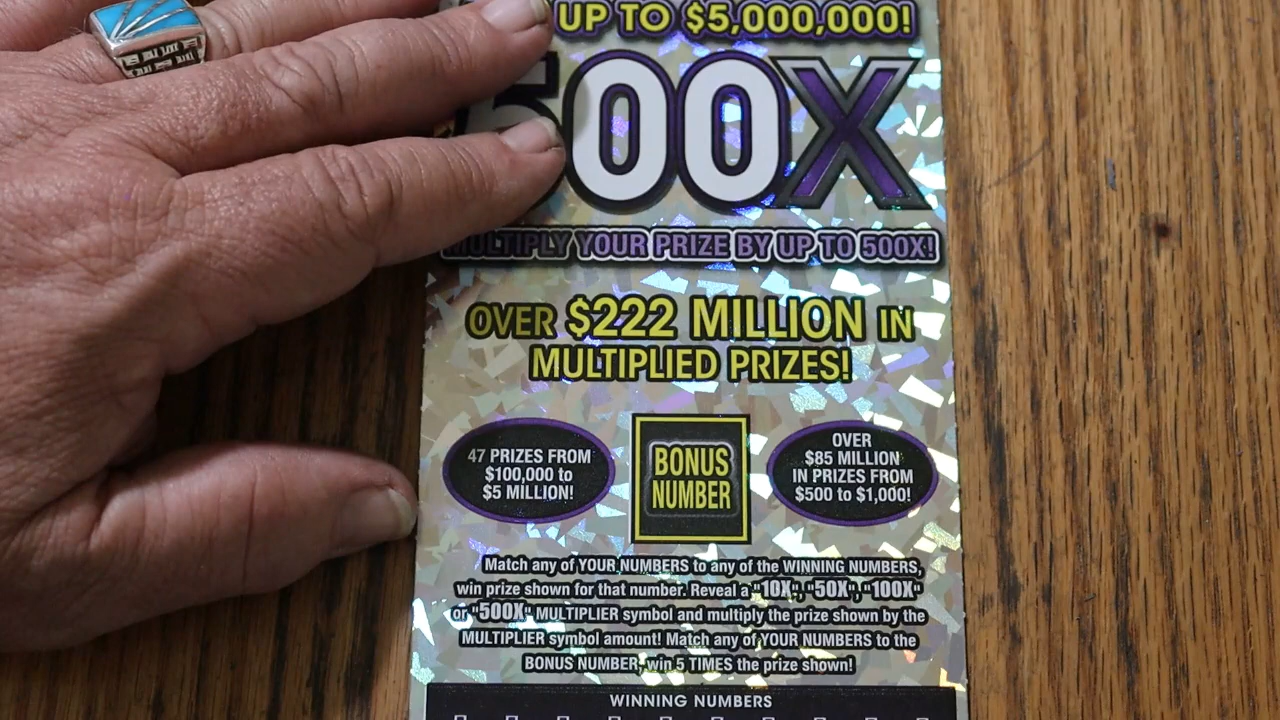 UP TO $5,000,000!
500X
MULTIPLY YOUR PRIZE BY UP TO 500X!
OVER $222 MILLION IN
MULTIPLIED PRIZES!
47 PRIZES FROM
$100,000 to
$5 MILLION!
BONUS
NUMBER
OVER
$85 MILLION
IN PRIZES FROM
$500 to $1,000!
Match any of YOUR NUMBERS to any of the WINNING NUMBERS,
win prize shown for that number. Reveal a "10X", "50X", "100X"
or "500X" MULTIPLIER symbol and multiply the prize shown by the
MULTIPLIER symbol amount! Match any of YOUR NUMBERS to the
BONUS NUMBER, win 5 TIMES the prize shown!
WINNING NUMBERS